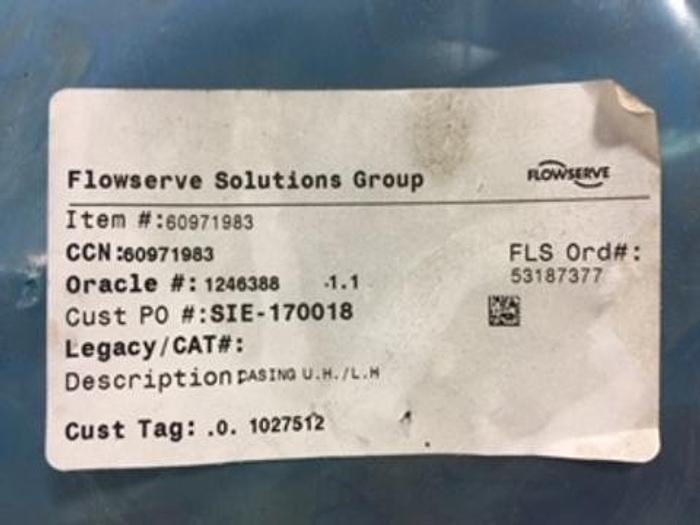 Flowserve Solutions Group
FLOWSERVE
Item #:60971983
CCN:60971983
FLS Ord#:
53187377
Oracle #: 1246388 -1.1
Cust PO #:SIE-170018
Legacy/CAT#:
Description CASING U.H./L.H
Cust Tag: .0. 1027512